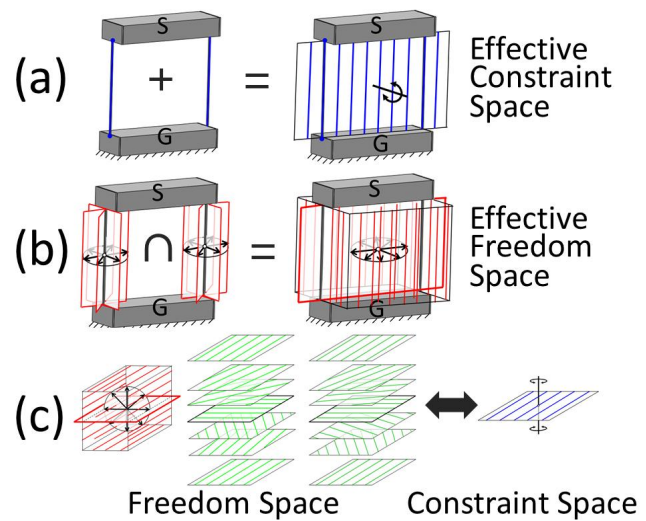 (a)
S
+
=
G
S
G
Effective
Constraint
Space
(b)
S
∩
=
G
S
G
Effective
Freedom
Space
(c)
Freedom Space
Constraint Space